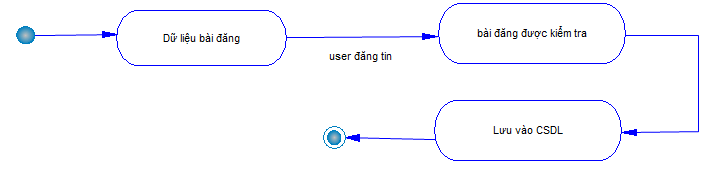 Dữ liệu bài đăng
user đăng tin
bài đăng được kiểm tra
Lưu vào CSDL